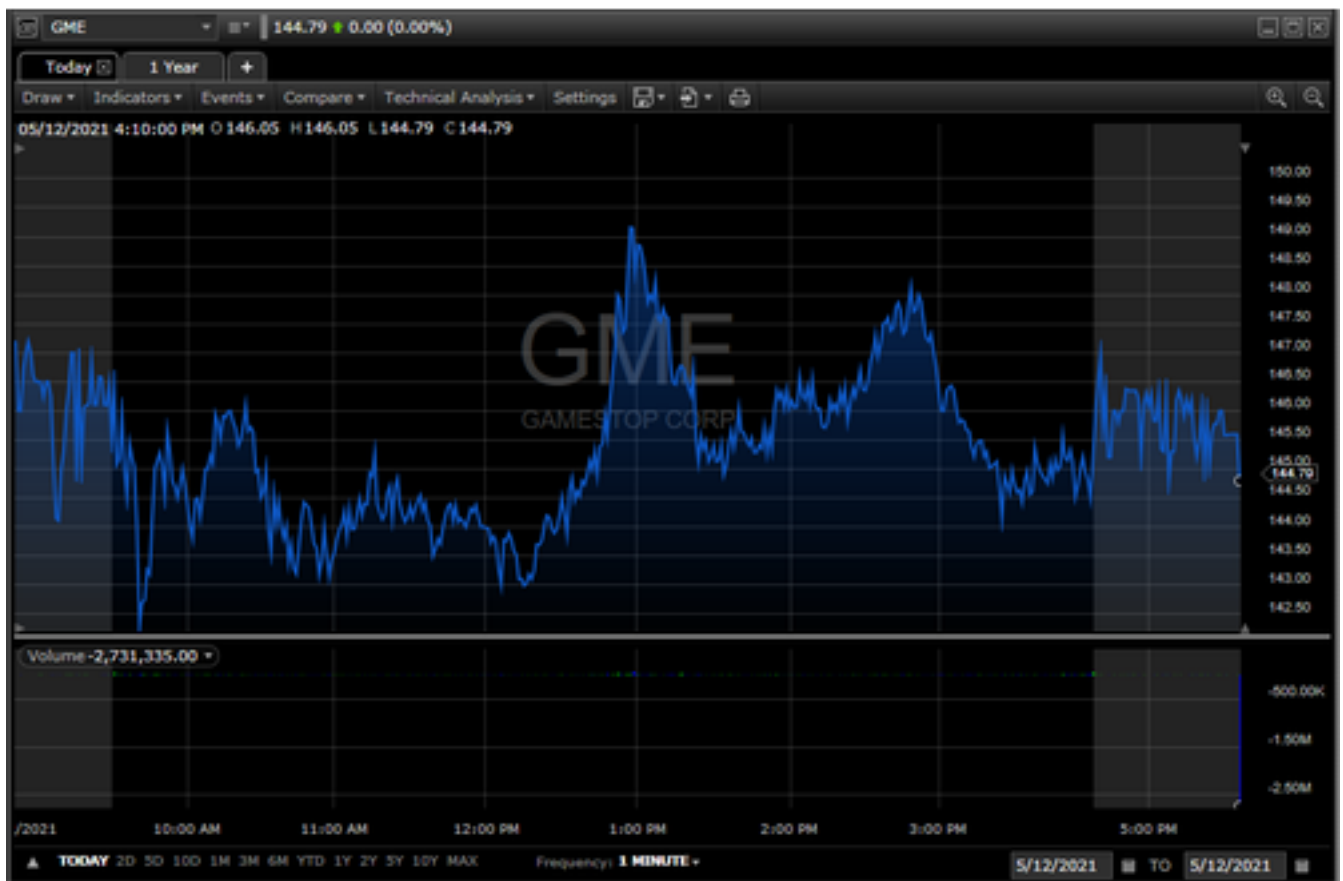 GME 144.79 0.00 (0.00%)
Today 1 Year +
Draw Indicators Events Compare Technical Analysis Settings
05/12/2021 4:10:00 PM O 146.05 H 146.05 L 144.79 C 144.79
150.00
149.50
149.00
148.50
148.00
147.50
147.00
146.50
146.00
145.50
145.00
144.79
144.50
144.00
143.50
143.00
142.50
GME
GAMESTOP CORP
Volume -2,731,335.00
-500.00K
-1.50M
-2.50M
/2021 10:00 AM 11:00 AM 12:00 PM 1:00 PM 2:00 PM 3:00 PM 5:00 PM
TODAY 2D 5D 10D 1M 3M 6M YTD 1Y 2Y 3Y 10Y MAX Frequency: 1 MINUTE 5/12/2021 TO 5/12/2021